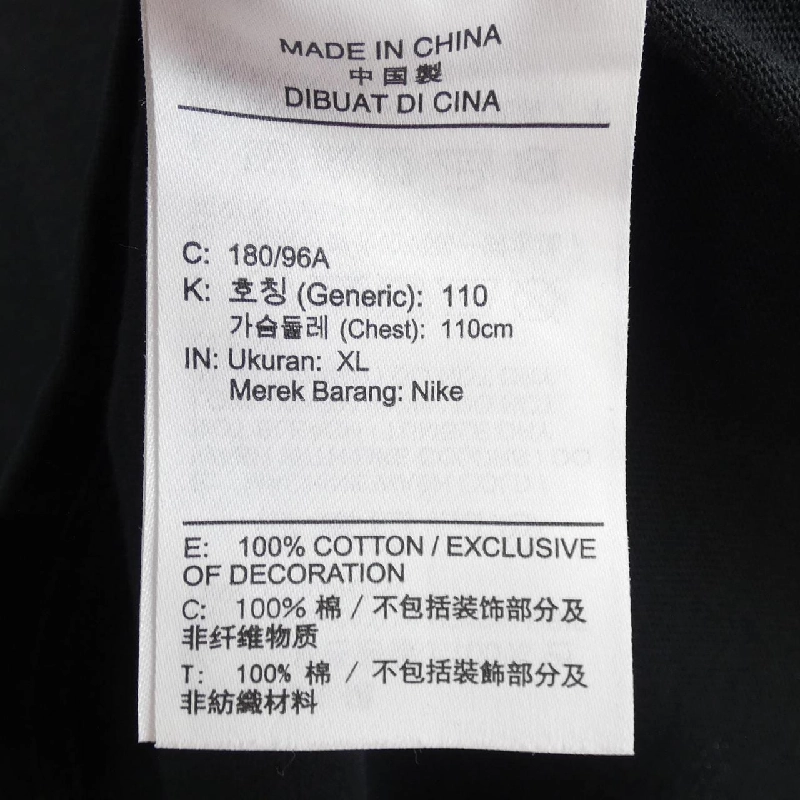 MADE IN CHINA
中国製
DIBUAT DI CINA
C: 180/96A
K: 호칭 (Generic): 110
가슴둘레 (Chest): 110cm
IN: Ukuran: XL
Merek Barang: Nike
E: 100% COTTON / EXCLUSIVE
OF DECORATION
C: 100% 棉 / 不包括装饰部分及
非纤维物质
T: 100% 棉 / 不包括裝飾部分及
非紡織材料